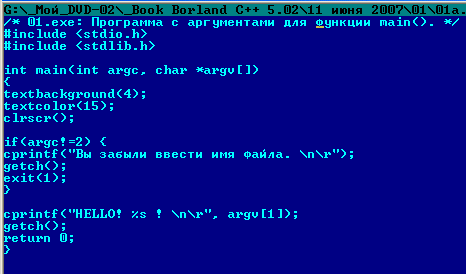 G:\_Мой_DVD-02\_Book Borland C++ 5.02\11 июня 2007\01\01a.
/* 01.exe: Программа с аргументами для функции main(). */
#include <stdio.h>
#include <stdlib.h>
int main(int argc, char *argv[])
{
textbackground(4);
textcolor(15);
clrscr();
if(argc!=2) {
cprintf("Вы забыли ввести имя файла. \n\r");
getch();
exit(1);
}
cprintf("HELLO! %s ! \n\r", argv[1]);
getch();
return 0;
}